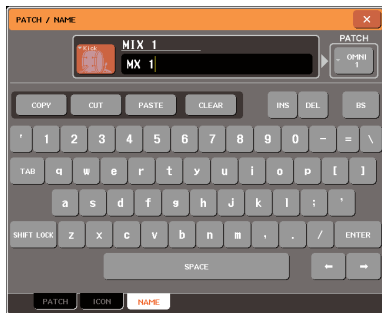 PATCH / NAME
PATCH
Kick
MIX 1
MX 1
OMNI
1
COPY CUT PASTE CLEAR INS DEL BS
' 1 2 3 4 5 6 7 8 9 0 - = \
TAB q w e r t y u i o p [ ]
a s d f g h j k l ; '
SHIFT LOCK z x c v b n m , . / ENTER
SPACE ← →
PATCH ICON NAME